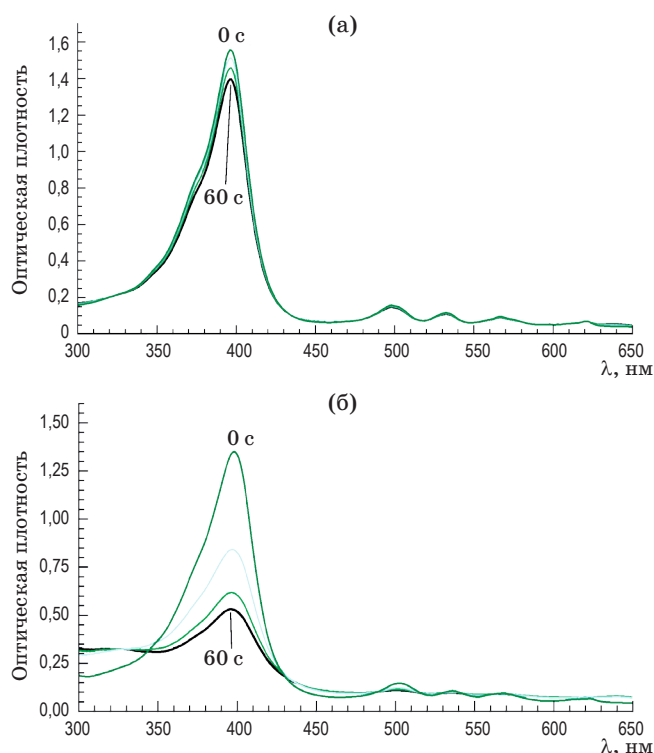 (а)
Оптическая плотность
1,6
1,4
1,2
1,0
0,8
0,6
0,4
0,2
0
0 с
60 с
300 350 400 450 500 550 600 650
λ, нм
(б)
Оптическая плотность
1,50
1,25
1,00
0,75
0,50
0,25
0,00
0 с
60 с
300 350 400 450 500 550 600 650
λ, нм